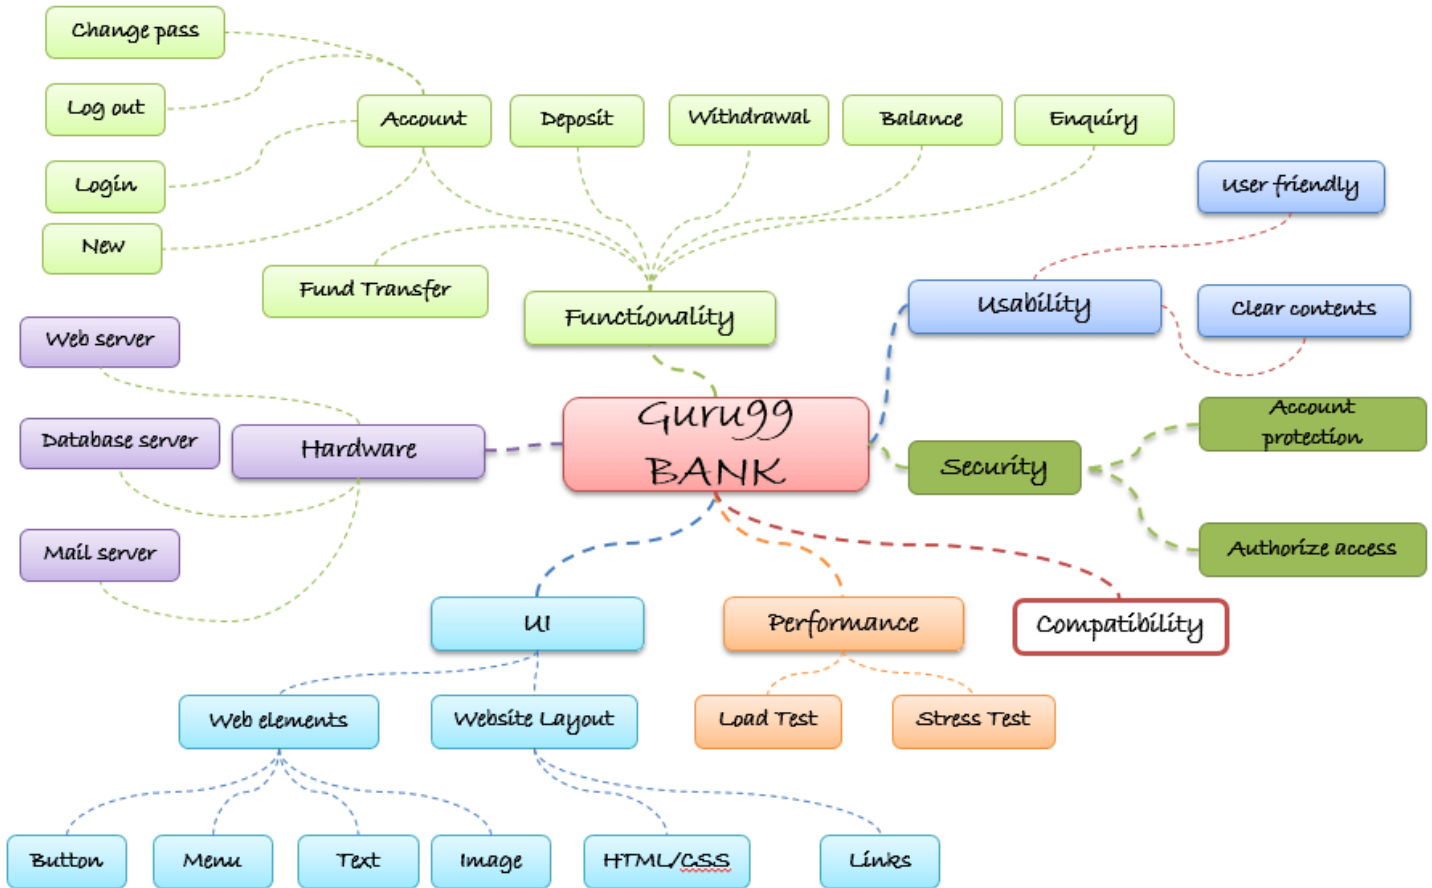 Change pass
Log out
Login
New
Account
Deposit
Withdrawal
Balance
Enquiry
Fund Transfer
Functionality
User friendly
Usability
Clear contents
Web server
Database server
Mail server
Hardware
Guru99
BANK
Security
Account
protection
Authorize access
UI
Performance
Compatibility
Web elements
Website Layout
Load Test
Stress Test
Button
Menu
Text
Image
HTML/CSS
Links